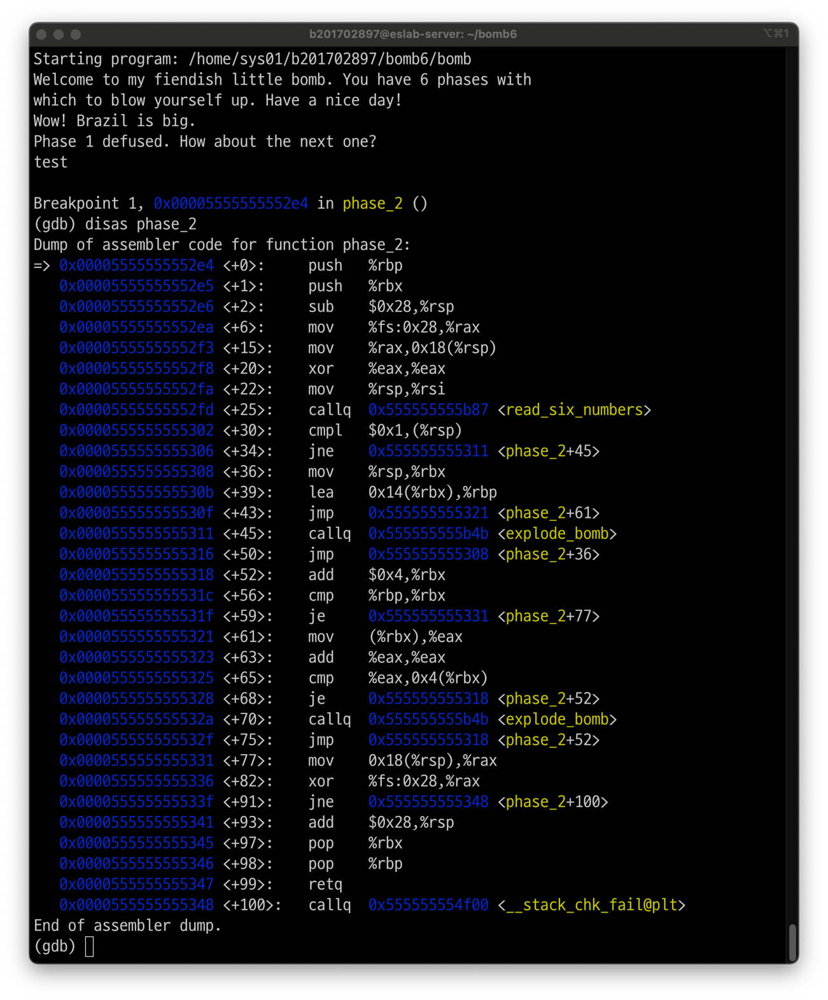 b201702897@eslab-server: ~/bomb6
⌥⌘1
Starting program: /home/sys01/b201702897/bomb6/bomb
Welcome to my fiendish little bomb. You have 6 phases with
which to blow yourself up. Have a nice day!
Wow! Brazil is big.
Phase 1 defused. How about the next one?
test
Breakpoint 1, 0x00005555555552e4 in phase_2 ()
(gdb) disas phase_2
Dump of assembler code for function phase_2:
=> 0x00005555555552e4 <+0>:     push   %rbp
   0x00005555555552e5 <+1>:     push   %rbx
   0x00005555555552e6 <+2>:     sub    $0x28,%rsp
   0x00005555555552ea <+6>:     mov    %fs:0x28,%rax
   0x00005555555552f3 <+15>:    mov    %rax,0x18(%rsp)
   0x00005555555552f8 <+20>:    xor    %eax,%eax
   0x00005555555552fa <+22>:    mov    %rsp,%rsi
   0x00005555555552fd <+25>:    callq  0x555555555b87 <read_six_numbers>
   0x0000555555555302 <+30>:    cmpl   $0x1,(%rsp)
   0x0000555555555306 <+34>:    jne    0x555555555311 <phase_2+45>
   0x0000555555555308 <+36>:    mov    %rsp,%rbx
   0x000055555555530b <+39>:    lea    0x14(%rbx),%rbp
   0x000055555555530f <+43>:    jmp    0x555555555321 <phase_2+61>
   0x0000555555555311 <+45>:    callq  0x555555555b4b <explode_bomb>
   0x0000555555555316 <+50>:    jmp    0x555555555308 <phase_2+36>
   0x0000555555555318 <+52>:    add    $0x4,%rbx
   0x000055555555531c <+56>:    cmp    %rbp,%rbx
   0x000055555555531f <+59>:    je     0x555555555331 <phase_2+77>
   0x0000555555555321 <+61>:    mov    (%rbx),%eax
   0x0000555555555323 <+63>:    add    %eax,%eax
   0x0000555555555325 <+65>:    cmp    %eax,0x4(%rbx)
   0x0000555555555328 <+68>:    je     0x555555555318 <phase_2+52>
   0x000055555555532a <+70>:    callq  0x555555555b4b <explode_bomb>
   0x000055555555532f <+75>:    jmp    0x555555555318 <phase_2+52>
   0x0000555555555331 <+77>:    mov    0x18(%rsp),%rax
   0x0000555555555336 <+82>:    xor    %fs:0x28,%rax
   0x000055555555533f <+91>:    jne    0x555555555348 <phase_2+100>
   0x0000555555555341 <+93>:    add    $0x28,%rsp
   0x0000555555555345 <+97>:    pop    %rbx
   0x0000555555555346 <+98>:    pop    %rbp
   0x0000555555555347 <+99>:    retq
   0x0000555555555348 <+100>:   callq  0x555555554f00 <__stack_chk_fail@plt>
End of assembler dump.
(gdb)